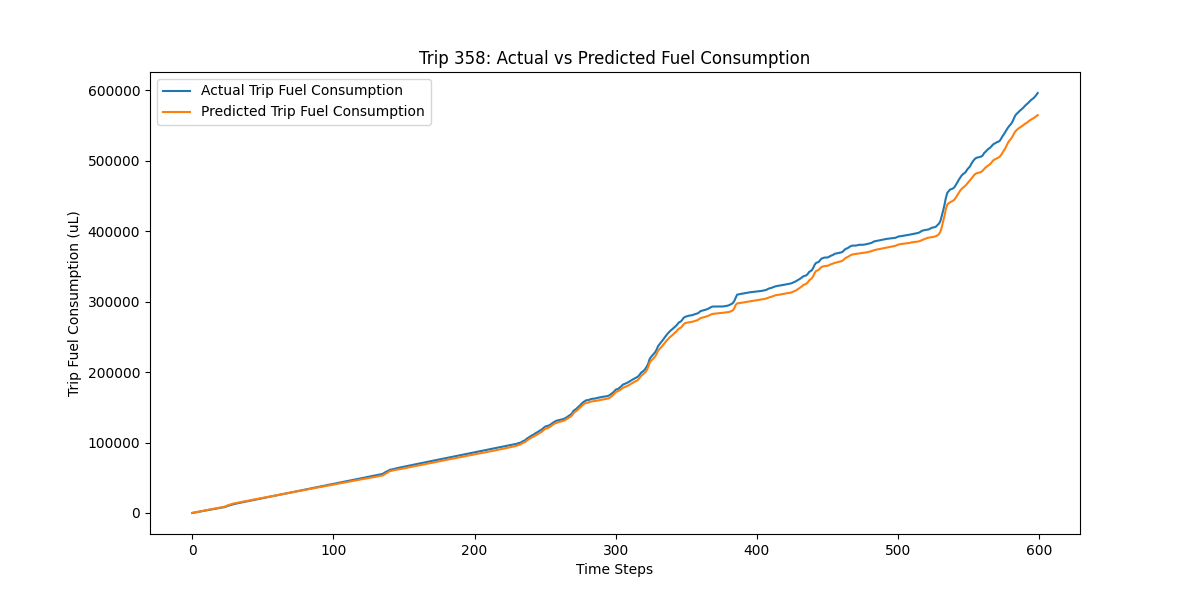 Trip 358: Actual vs Predicted Fuel Consumption
Actual Trip Fuel Consumption
Predicted Trip Fuel Consumption
Trip Fuel Consumption (uL)
600000
500000
400000
300000
200000
100000
0
0 100 200 300 400 500 600
Time Steps